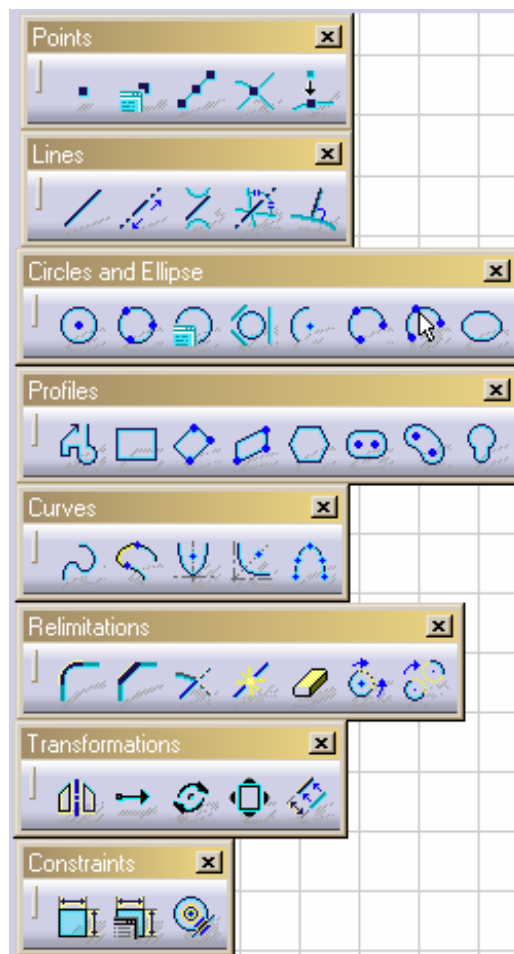 Points
Lines
Circles and Ellipse
Profiles
Curves
Relimitations
Transformations
Constraints